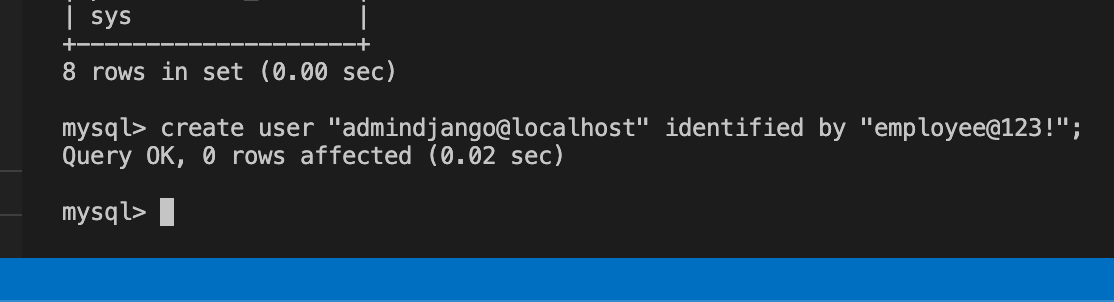 | sys |
+--------------------+
8 rows in set (0.00 sec)
mysql> create user "admindjango@localhost" identified by "employee@123!";
Query OK, 0 rows affected (0.02 sec)
mysql>